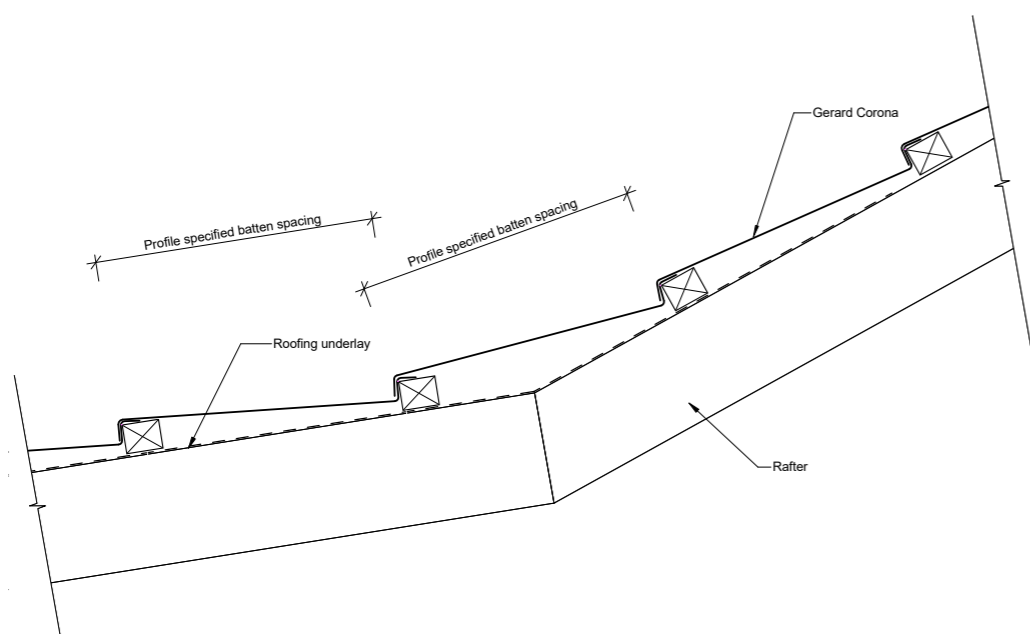 Gerard Corona
Profile specified batten spacing
Profile specified batten spacing
Roofing underlay
Rafter